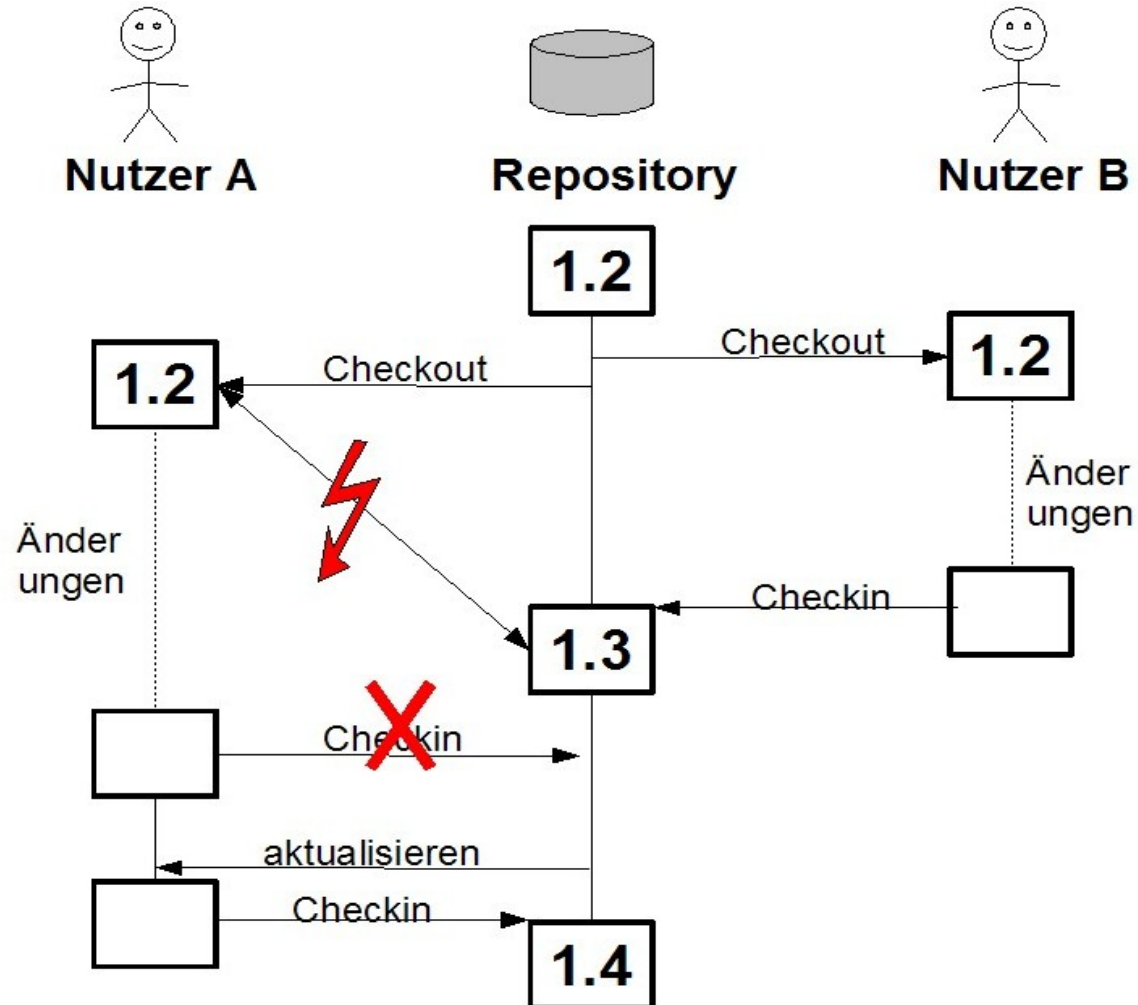 Nutzer A
Repository
Nutzer B
1.2
Checkout
1.2
Checkout
1.2
Änder
ungen
Änder
ungen
Checkin
1.3
Checkin
aktualisieren
Checkin
1.4